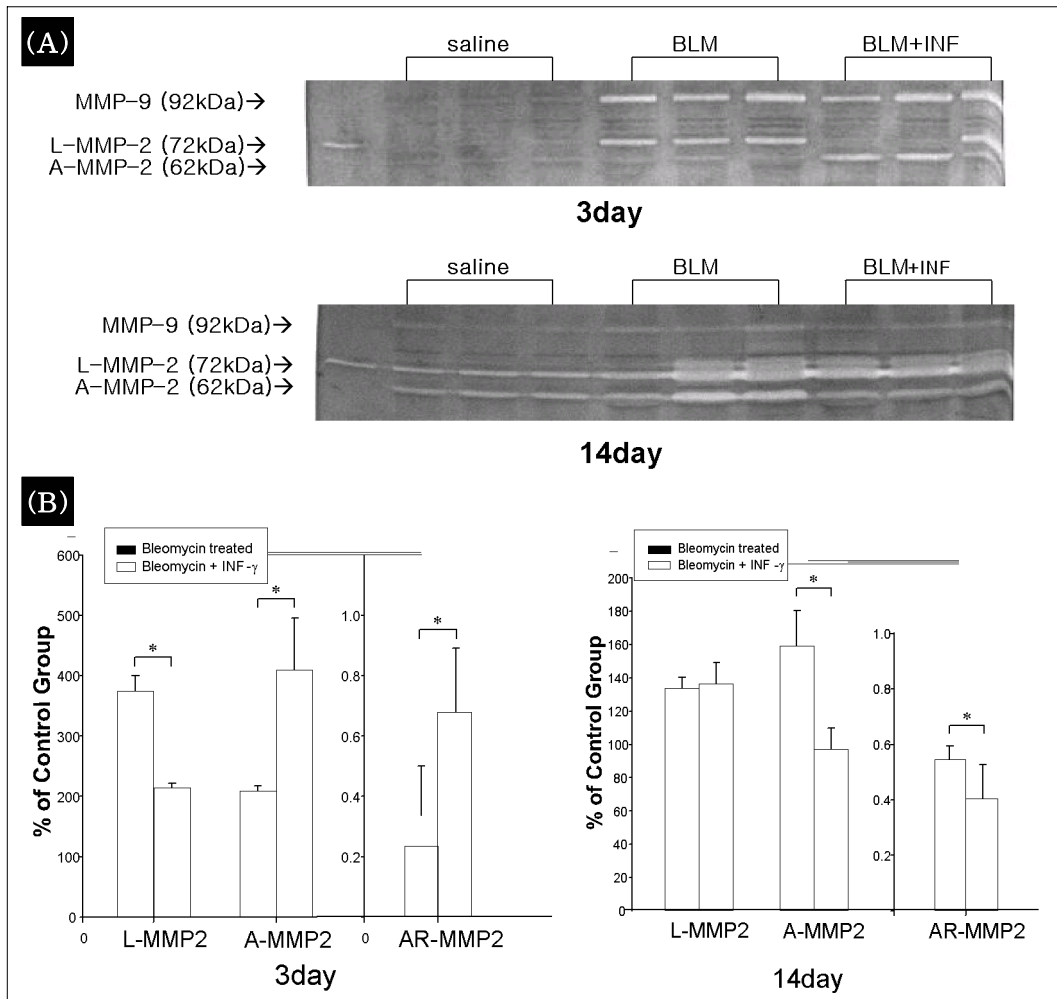 (A)
saline BLM BLM+INF
MMP-9 (92kDa)→
L-MMP-2 (72kDa)→
A-MMP-2 (62kDa)→
3day
saline BLM BLM+INF
MMP-9 (92kDa)→
L-MMP-2 (72kDa)→
A-MMP-2 (62kDa)→
14day
(B)
Bleomycin treated
Bleomycin + INF-γ
% of Control Group
600
500
400
300
200
100
0
0
*
*
*
1.0
0.8
0.6
0.4
0.2
0
L-MMP2 A-MMP2 AR-MMP2
3day
Bleomycin treated
Bleomycin + INF-γ
% of Control Group
200
180
160
140
120
100
80
60
40
20
0
*
*
1.0
0.8
0.6
0.4
0.2
L-MMP2 A-MMP2 AR-MMP2
14day